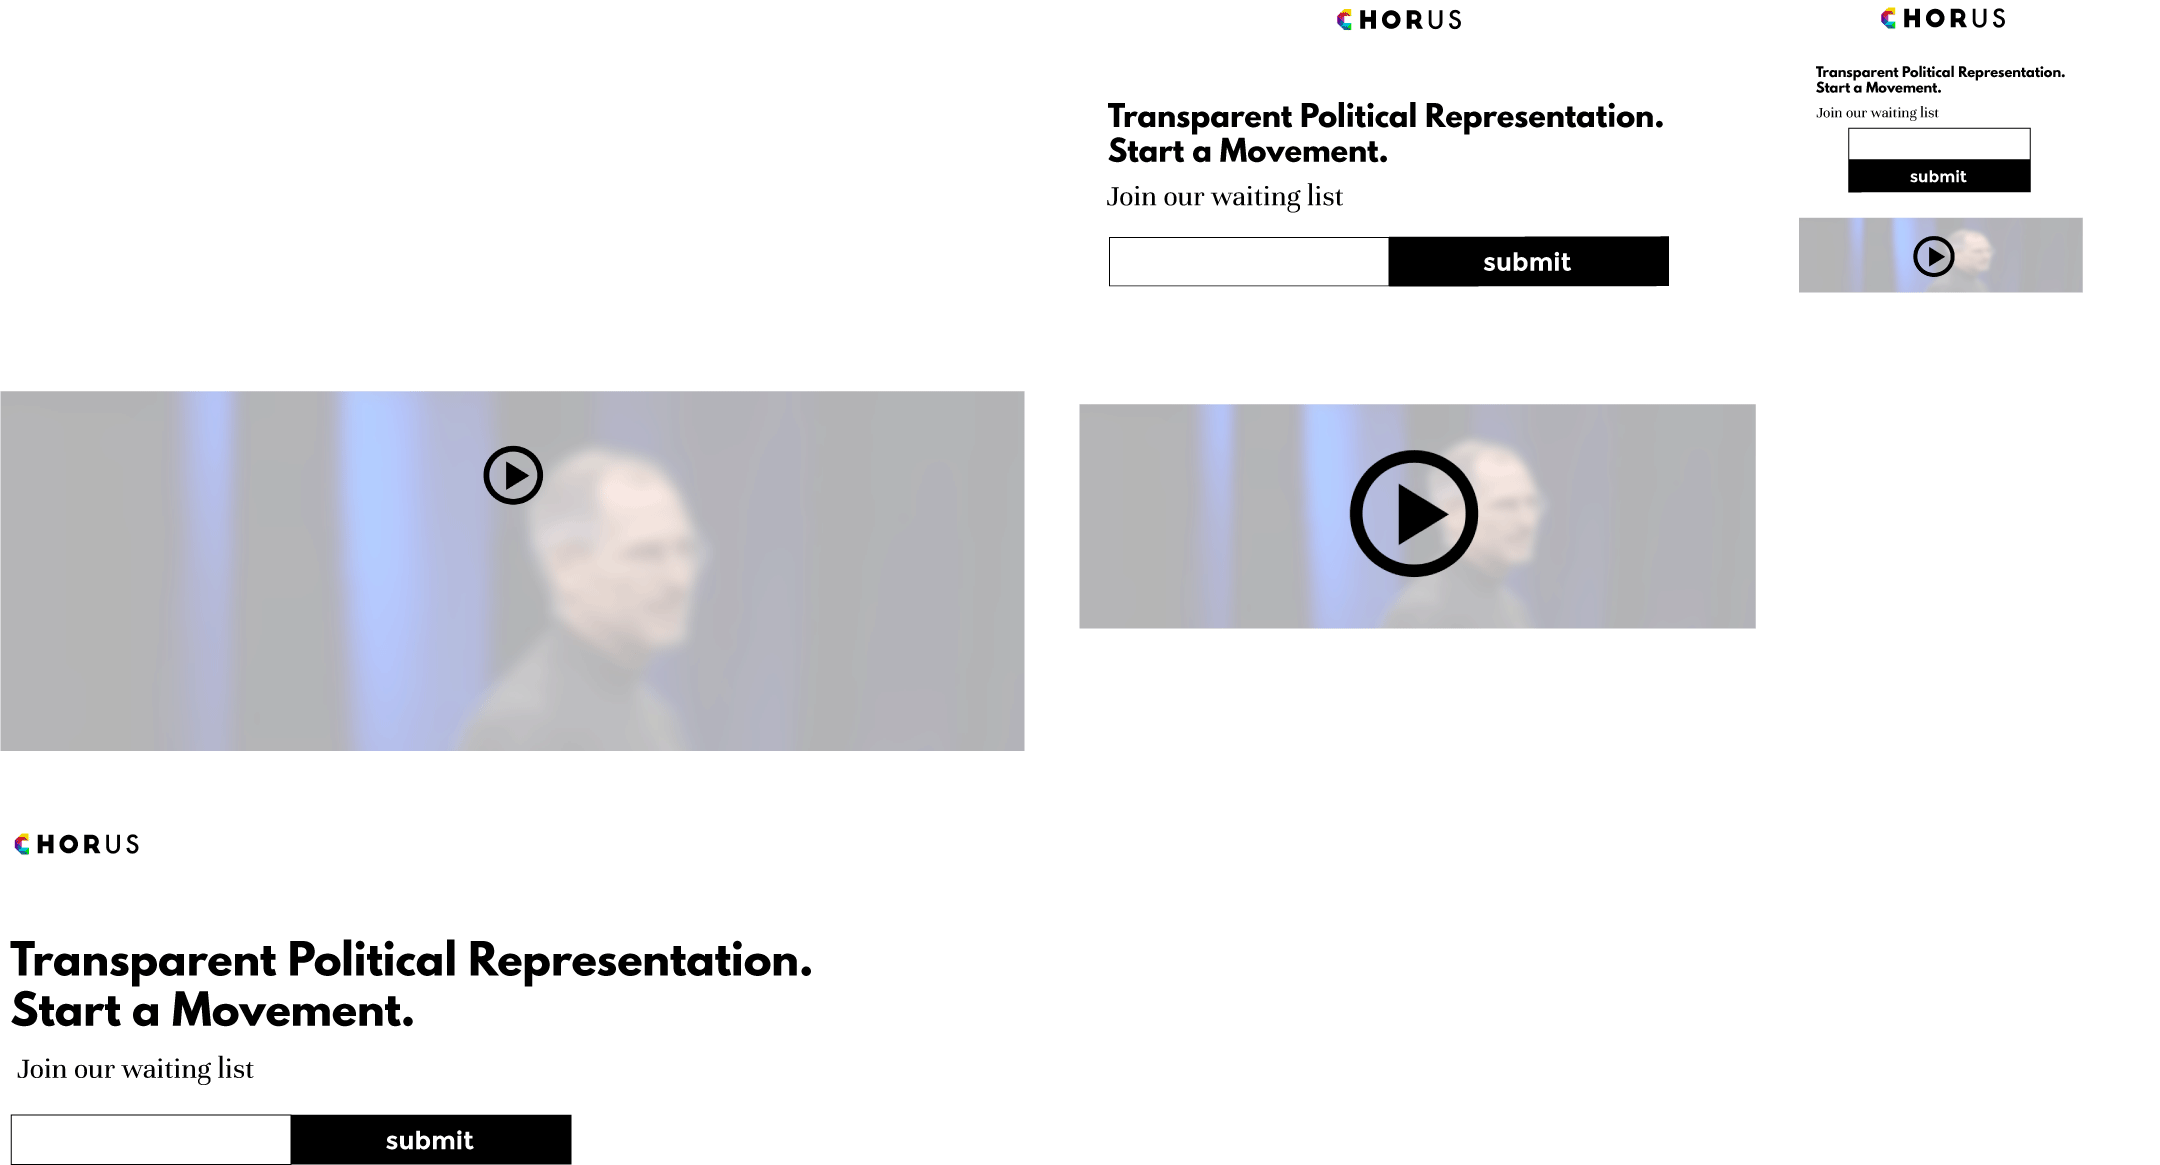 CHORUS
Transparent Political Representation.
Start a Movement.
Join our waiting list
submit
CHORUS
Transparent Political Representation.
Start a Movement.
Join our waiting list
submit
CHORUS
Transparent Political Representation.
Start a Movement.
Join our waiting list
submit